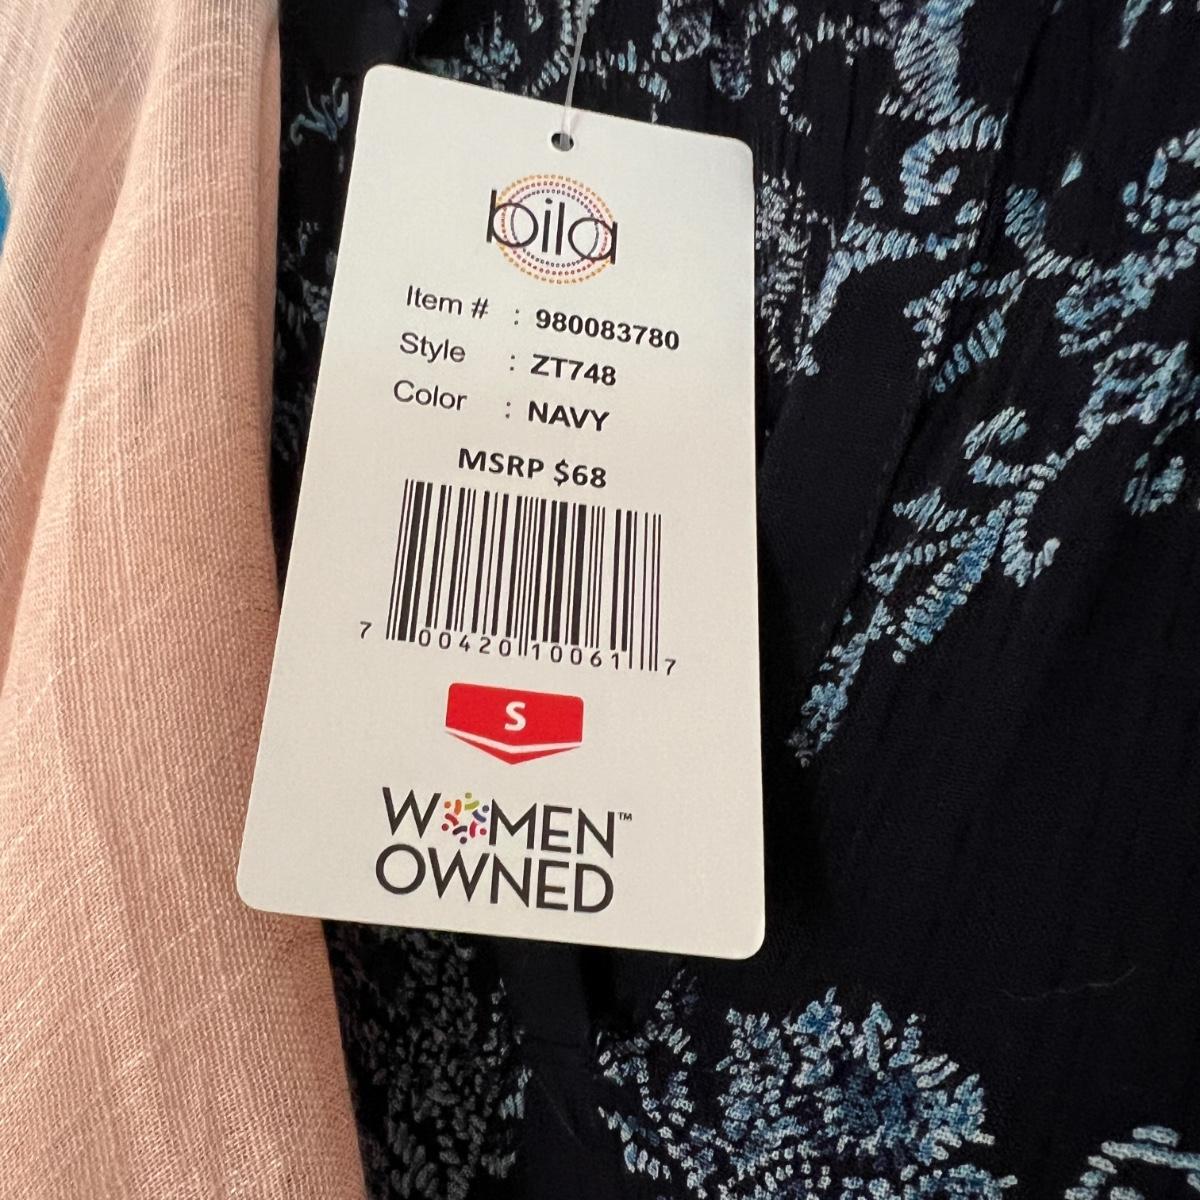 bila
Item # : 980083780
Style : ZT748
Color : NAVY
MSRP $68
7 00420 10061 7
S
WOMEN™
OWNED